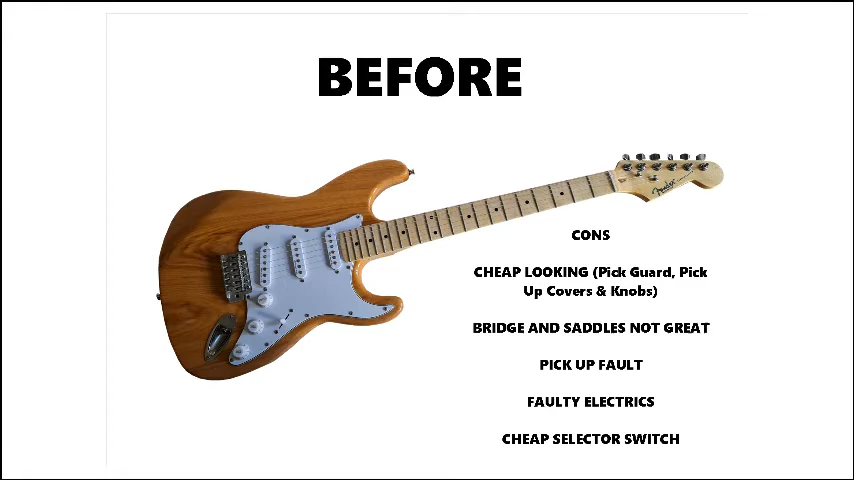 BEFORE
Fender
CONS
CHEAP LOOKING (Pick Guard, Pick
Up Covers & Knobs)
BRIDGE AND SADDLES NOT GREAT
PICK UP FAULT
FAULTY ELECTRICS
CHEAP SELECTOR SWITCH